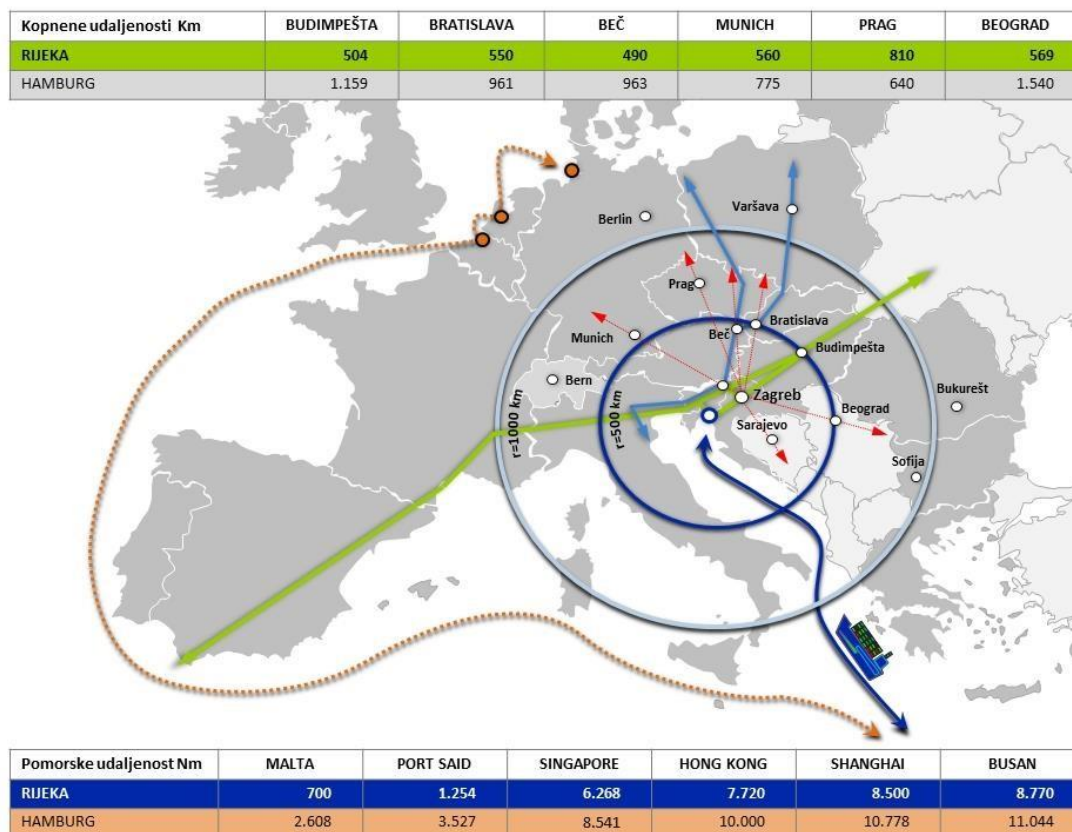 Kopnene udaljenosti Km BUDIMPEŠTA BRATISLAVA BEČ MUNICH PRAG BEOGRAD
RIJEKA 504 550 490 560 810 569
HAMBURG 1.159 961 963 775 640 1.540
Berlin
Varšava
Prag
Bratislava
Beč
Munich
Budimpešta
Bern
Zagreb
Bukurešt
r=1000 km
r=500 km
Beograd
Sarajevo
Sofija
Pomorske udaljenost Nm MALTA PORT SAID SINGAPORE HONG KONG SHANGHAI BUSAN
RIJEKA 700 1.254 6.268 7.720 8.500 8.770
HAMBURG 2.608 3.527 8.541 10.000 10.778 11.044